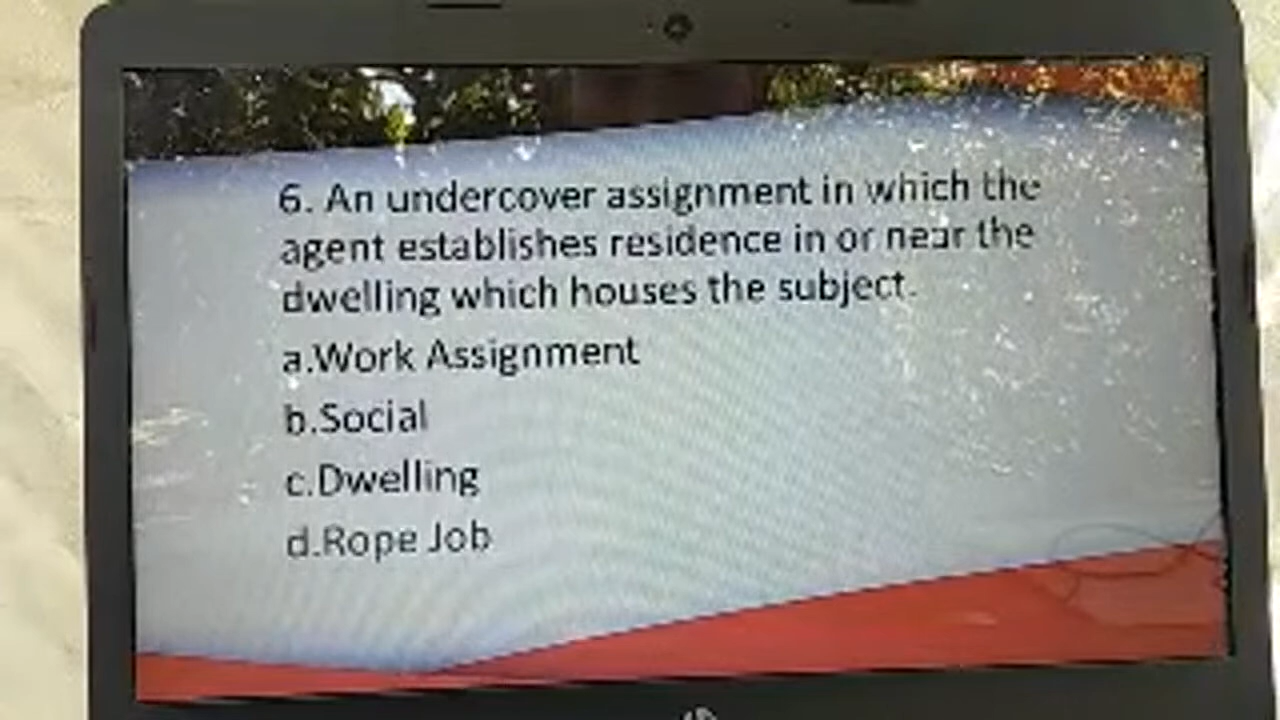 6. An undercover assignment in which the
agent establishes residence in or near the
dwelling which houses the subject.
a.Work Assignment
b.Social
c.Dwelling
d.Rope Job